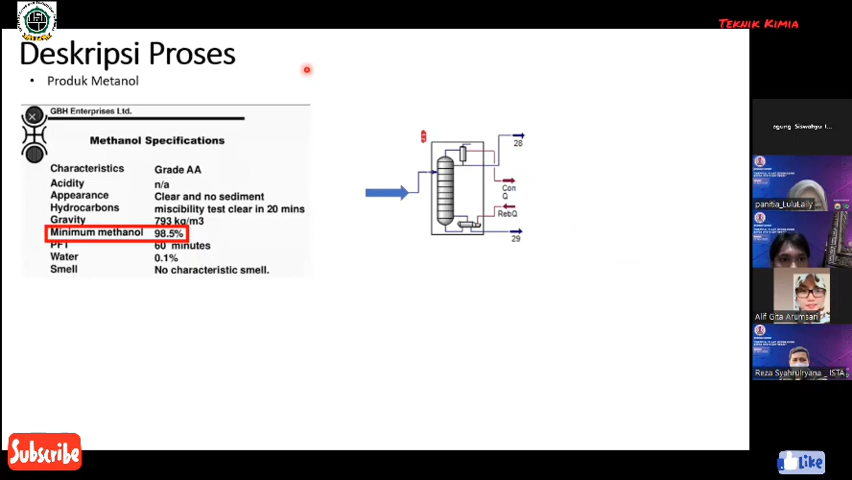 TEKNIK KIMIA
Deskripsi Proses
• Produk Metanol
GBH Enterprises Ltd.
Methanol Specifications
Characteristics Grade AA
Acidity n/a
Appearance Clear and no sediment
Hydrocarbons miscibility test clear in 20 mins
Gravity 793 kg/m3
Minimum methanol 98.5%
PFT 60 minutes
Water 0.1%
Smell No characteristic smell.
28
Con
Q
RebQ
29
panitia_LulutLaily
Alif Gita Arumsari
Reza Syahrulryana _ ISTA
Subscribe
Like